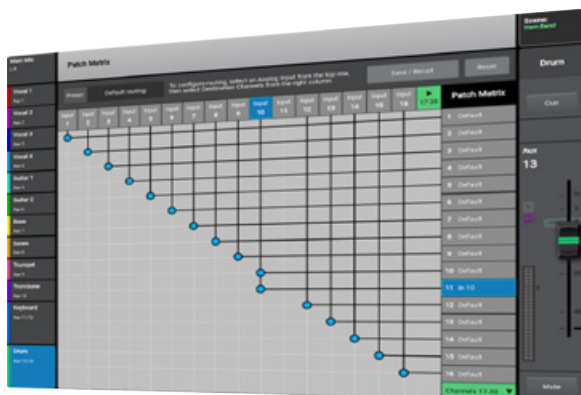 Main Mix
L/R
Patch Matrix
Scene:
Drum
Preset
Default routing
To configure routing, select an Analog Input from the top row,
then select Destination Channels from the right column.
Save / Recall
Reset
Vocal 1
Vocal 2
Vocal 3
Vocal 4
Guitar 1
Guitar 2
Bass
Trumpet
Trombone
Keyboard
Drum
Input 1
Input 2
Input 3
Input 4
Input 5
Input 6
Input 7
Input 8
Input 9
Input 10
Input 11
Input 12
Input 13
Input 14
Input 15
Input 16
17-20
Patch Matrix
1 Default
2 Default
3 Default
4 Default
5 Default
6 Default
7 Default
8 Default
9 Default
10 Default
11 In 10
12 Default
13 Default
14 Default
15 Default
16 Default
Channels 17-20
Cue
Aux
13
Mute